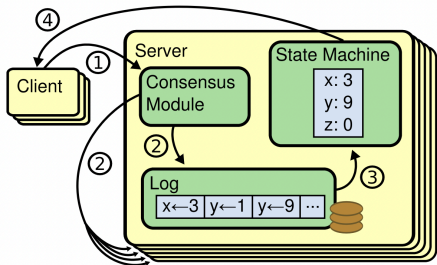 ④
①
Server
State Machine
Client
Consensus
Module
x: 3
y: 9
z: 0
②
②
③
Log
x←3 y←1 y←9 ...